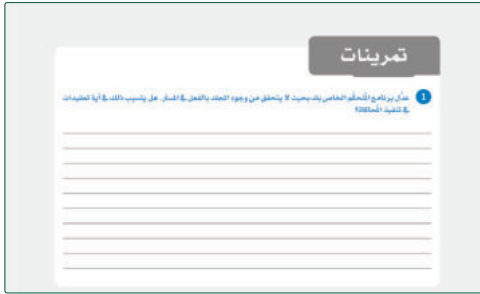 تمرينات
1
عدّل برنامج المُتحكِّم الخاص بك بحيث لا يتحقق من وجود المجلد بالفعل في المسار. هل يتسبب ذلك في أية تعقيدات
في تنفيذ المحاكاة؟